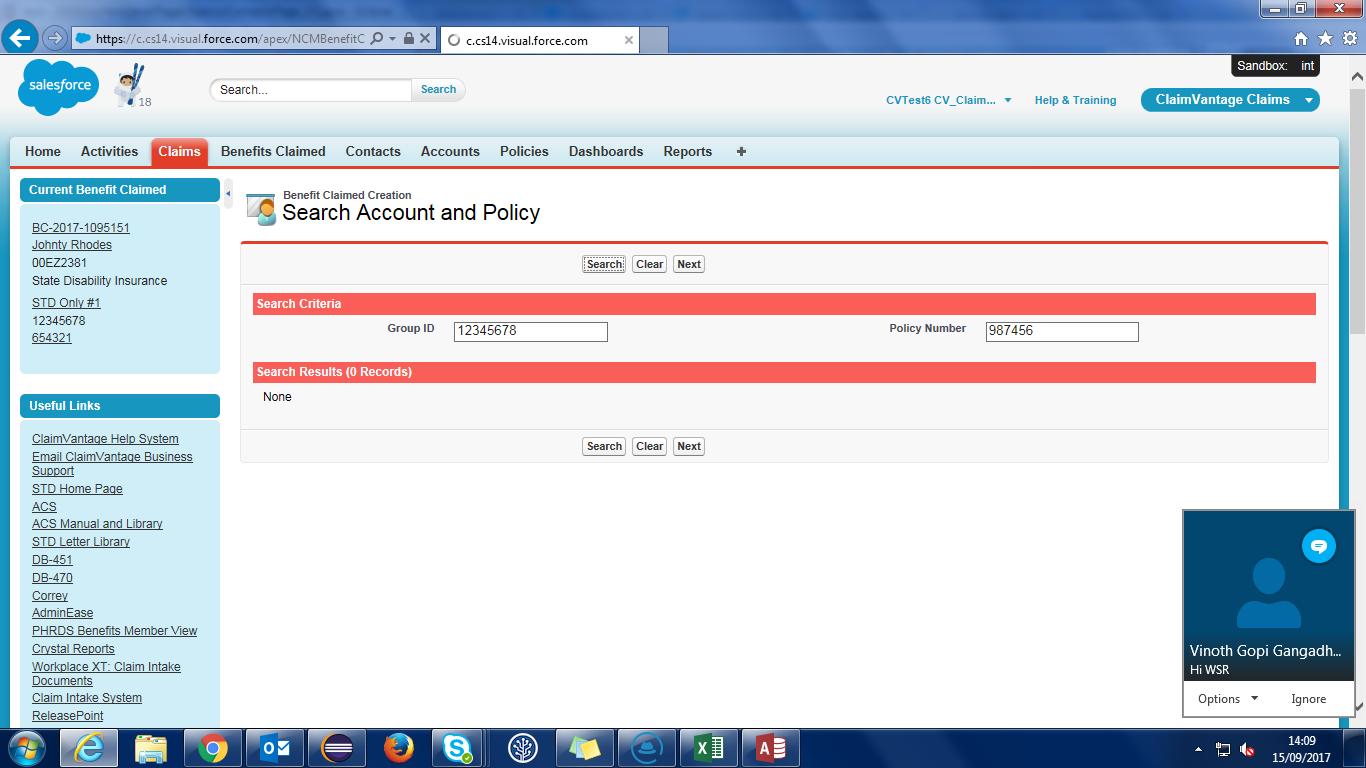 https://c.cs14.visual.force.com/apex/NCMBenefitC
c.cs14.visual.force.com
Sandbox: int
salesforce
18
Search...
Search
CVTest6 CV_Claim...
Help & Training
ClaimVantage Claims
Home
Activities
Claims
Benefits Claimed
Contacts
Accounts
Policies
Dashboards
Reports
+
Current Benefit Claimed
BC-2017-1095151
Johnty Rhodes
00EZ2381
State Disability Insurance
STD Only #1
12345678
654321
Useful Links
ClaimVantage Help System
Email ClaimVantage Business
Support
STD Home Page
ACS
ACS Manual and Library
STD Letter Library
DB-451
DB-470
Correy
AdminEase
PHRDS Benefits Member View
Crystal Reports
Workplace XT: Claim Intake
Documents
Claim Intake System
ReleasePoint
Benefit Claimed Creation
Search Account and Policy
Search Clear Next
Search Criteria
Group ID 12345678 Policy Number 987456
Search Results (0 Records)
None
Search Clear Next
Vinoth Gopi Gangadh...
Hi WSR
Options
Ignore
14:09
15/09/2017